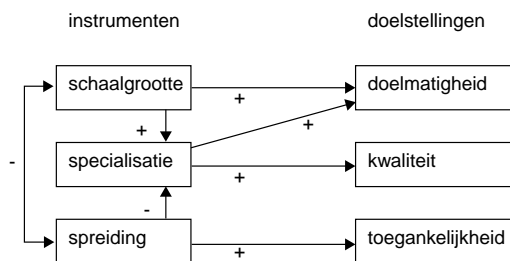 instrumenten doelstellingen
schaalgrootte doelmatigheid
+
+ +
specialisatie kwaliteit
- +
-
spreiding toegankelijkheid
+